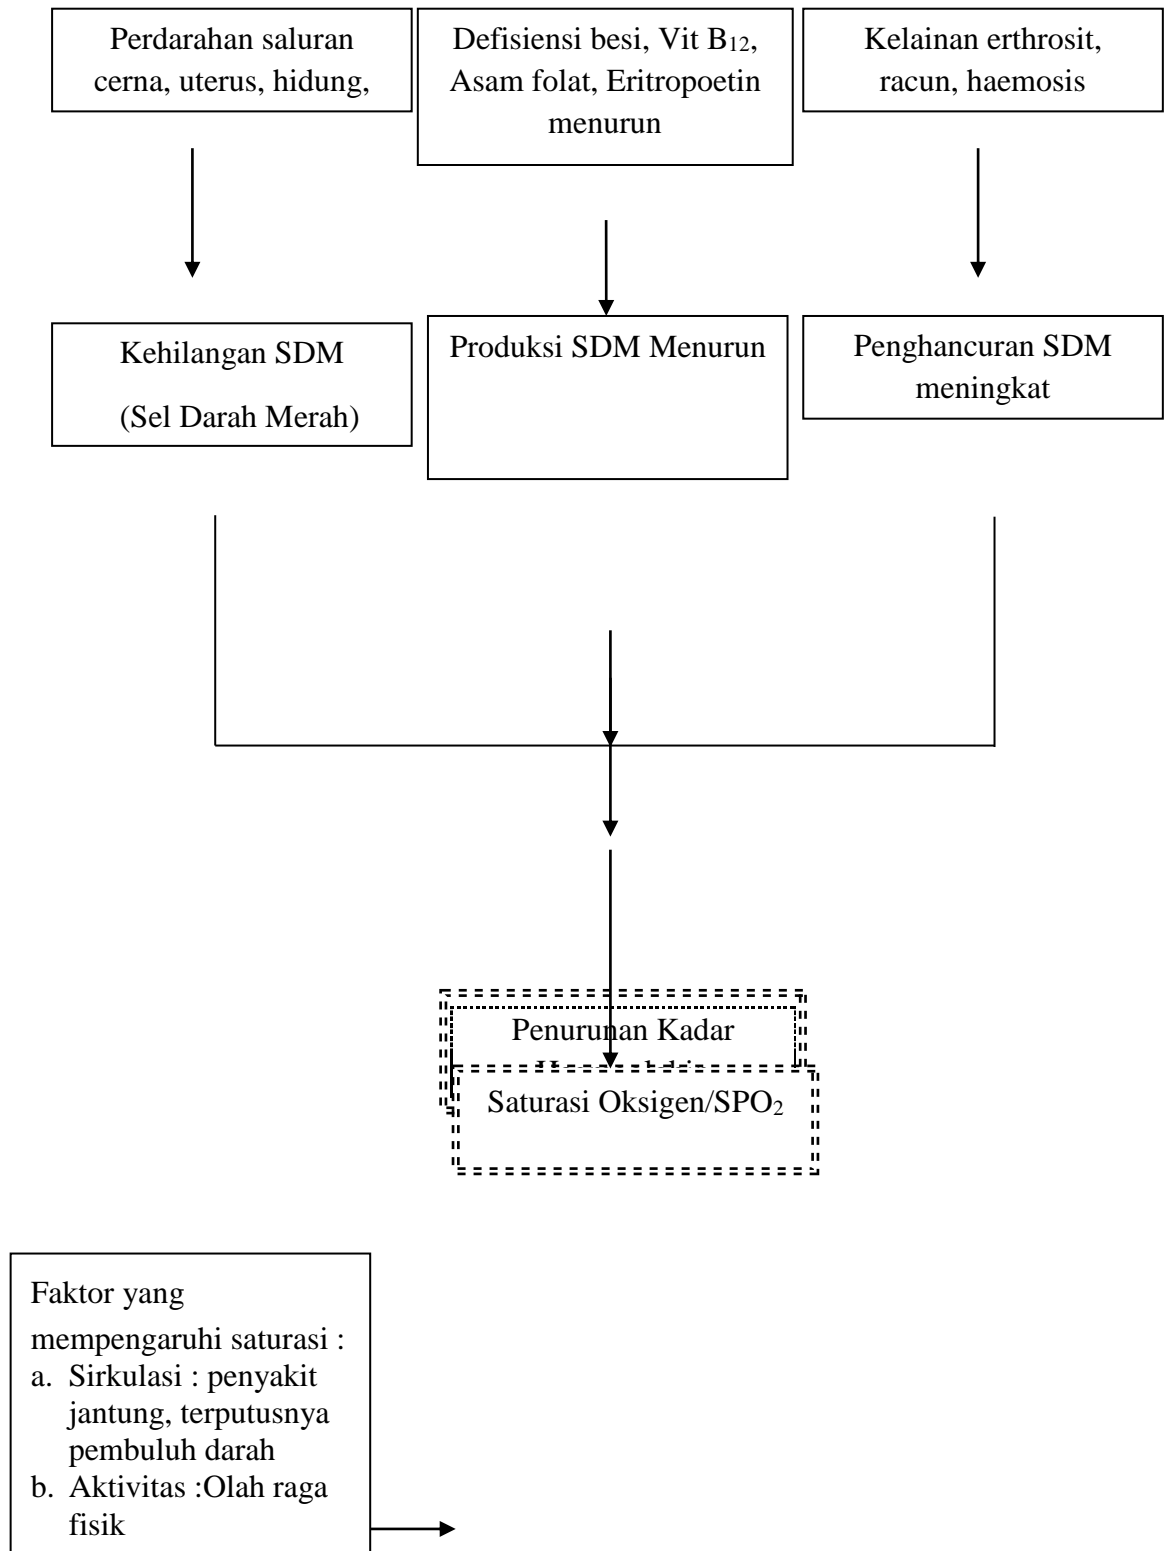 Perdarahan saluran
cerna, uterus, hidung,
Defisiensi besi, Vit B₁₂,
Asam folat, Eritropoetin
menurun
Kelainan erthrosit,
racun, haemosis
Kehilangan SDM
(Sel Darah Merah)
Produksi SDM Menurun
Penghancuran SDM
meningkat
Penurunan Kadar
Saturasi Oksigen/SPO₂
Faktor yang
mempengaruhi saturasi :
a. Sirkulasi : penyakit
jantung, terputusnya
pembuluh darah
b. Aktivitas :Olah raga
fisik